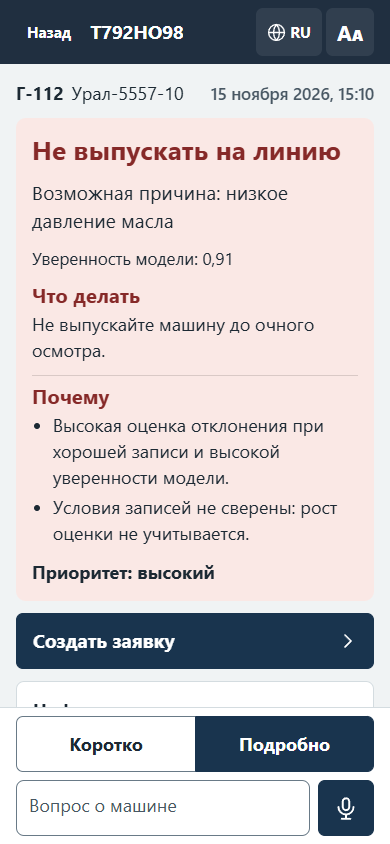 Назад
Т792НО98
RU
Аа
Г-112 Урал-5557-10
15 ноября 2026, 15:10
Не выпускать на линию
Возможная причина: низкое
давление масла
Уверенность модели: 0,91
Что делать
Не выпускайте машину до очного
осмотра.
Почему
• Высокая оценка отклонения при
хорошей записи и высокой
уверенности модели.
• Условия записей не сверены: рост
оценки не учитывается.
Приоритет: высокий
Создать заявку
Коротко
Подробно
Вопрос о машине